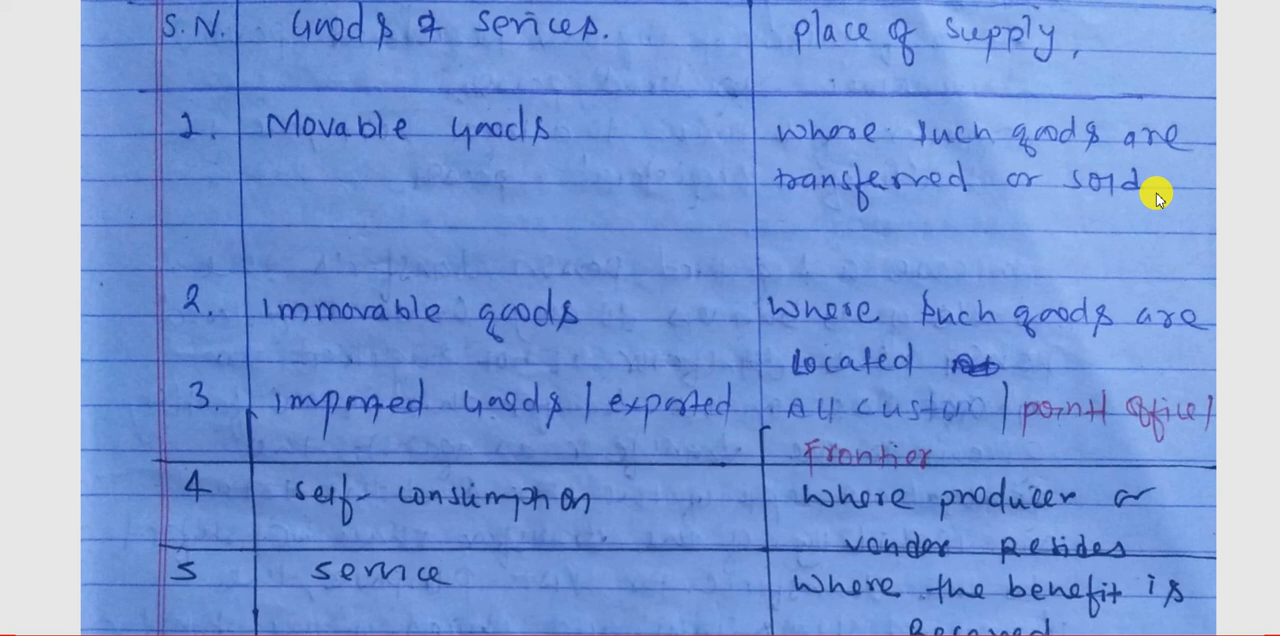 S.N. Goods & Services. place of supply,
1. Movable goods where such goods are
transferred or sold
2. Immovable goods where such goods are
Located
3. Imported Goods / exported At custom / point office /
Frontier
4 self-consumption where producer or
vendor Resides
5 service where the benefit is
Received